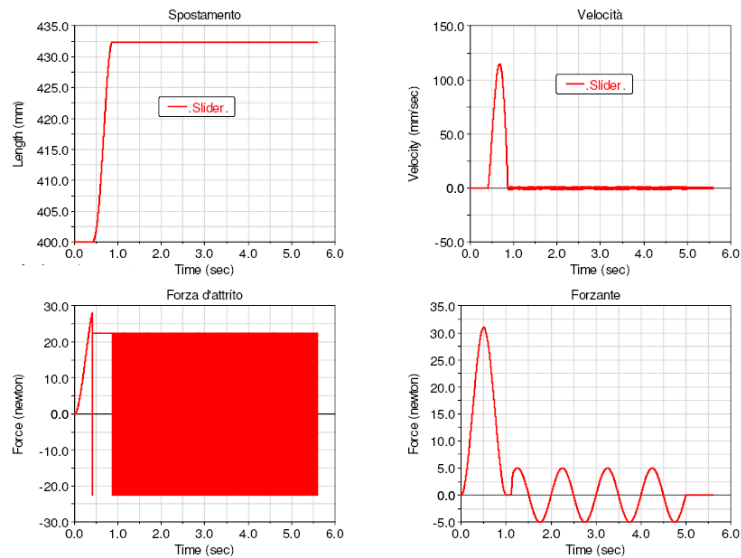 Spostamento
435.0
430.0
425.0
420.0
415.0
410.0
405.0
400.0
Length (mm)
.Slider.
0.0 1.0 2.0 3.0 4.0 5.0 6.0
Time (sec)
Velocità
150.0
100.0
50.0
0.0
-50.0
Velocity (mm/sec)
.Slider.
0.0 1.0 2.0 3.0 4.0 5.0 6.0
Time (sec)
Forza d'attrito
30.0
20.0
10.0
0.0
-10.0
-20.0
-30.0
Force (newton)
0.0 1.0 2.0 3.0 4.0 5.0 6.0
Time (sec)
Forzante
35.0
30.0
25.0
20.0
15.0
10.0
5.0
0.0
-5.0
Force (newton)
0.0 1.0 2.0 3.0 4.0 5.0 6.0
Time (sec)